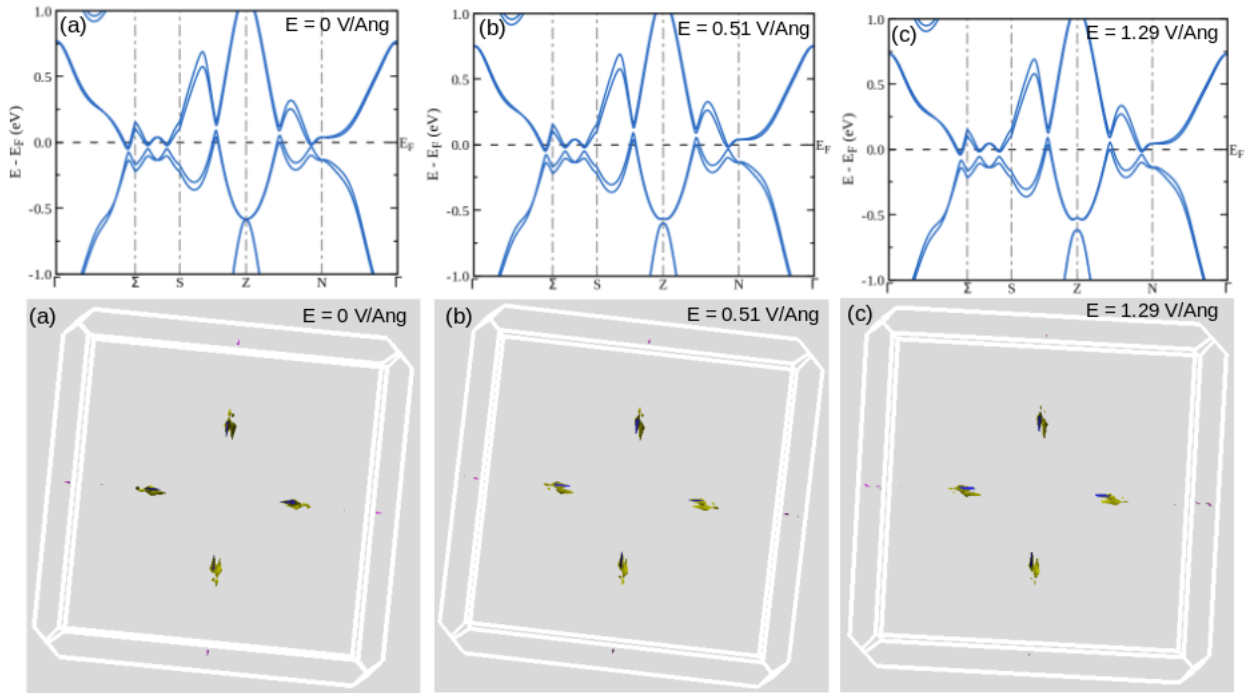 (a)
E = 0 V/Ang
1.0
0.5
0.0
-0.5
-1.0
E - E_F (eV)
E_F
Γ
Σ
S
Z
N
Γ
(b)
E = 0.51 V/Ang
1.0
0.5
0.0
-0.5
-1.0
E - E_F (eV)
E_F
Γ
Σ
S
Z
N
Γ
(c)
E = 1.29 V/Ang
1.0
0.5
0.0
-0.5
-1.0
E - E_F (eV)
E_F
Γ
Σ
S
Z
N
Γ
(a)
E = 0 V/Ang
(b)
E = 0.51 V/Ang
(c)
E = 1.29 V/Ang